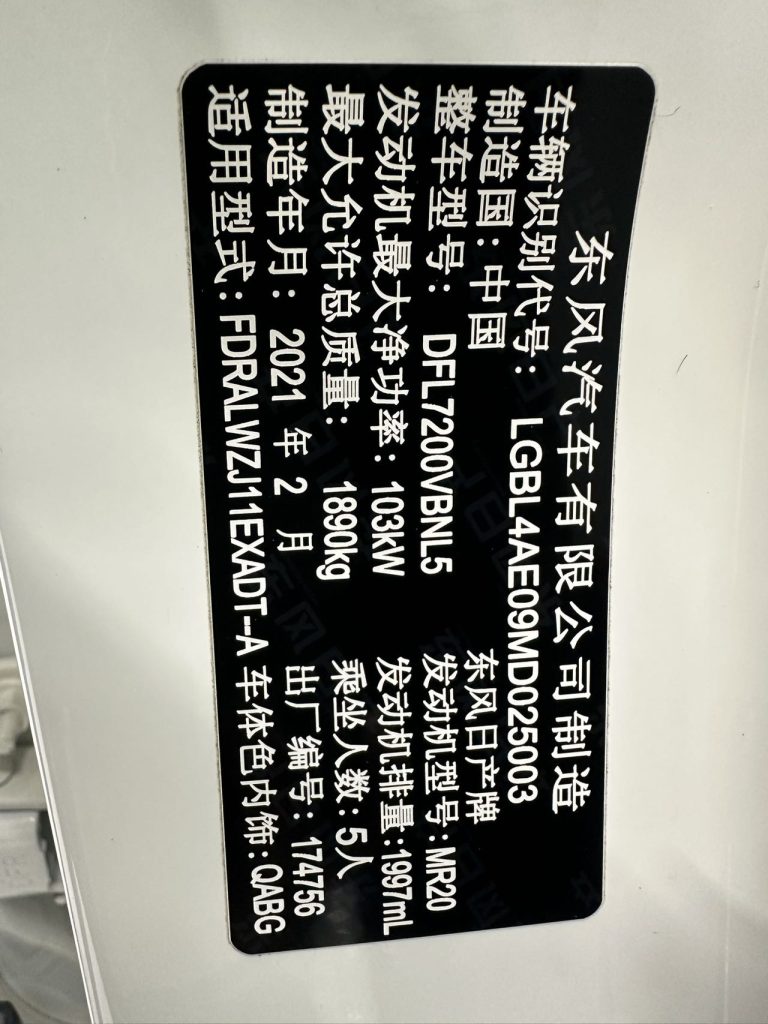 东风汽车有限公司制造
车辆识别代号：LGBL4AE09MD025003
制造国：中国 东风日产牌
整车型号：DFL7200VBNL5 发动机型号：MR20
发动机最大净功率：103kW 发动机排量：1997mL
最大允许总质量：1890kg 乘坐人数：5人
制造年月：2021 年 2 月 出厂编号：174756
适用型式：FDRALWZJ11EXADT--A 车体色内饰：QABG